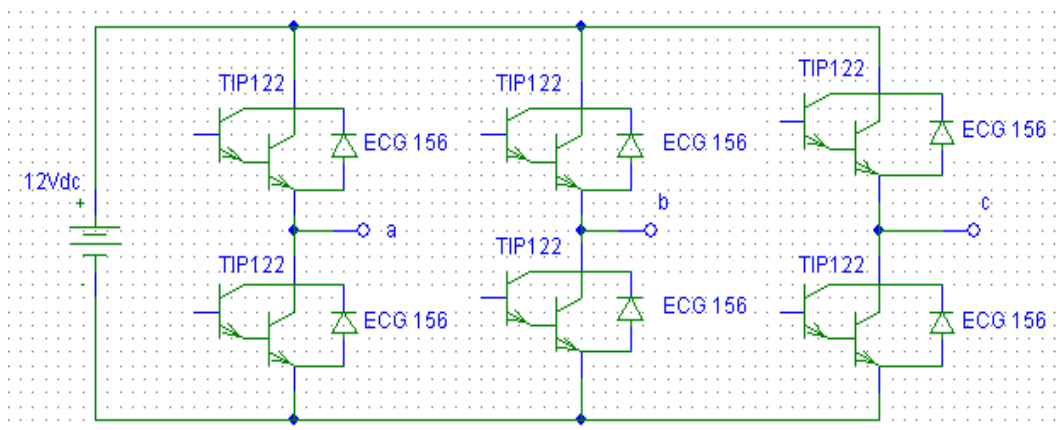 TIP122
TIP122
TIP122
ECG 156
ECG 156
ECG 156
12Vdc
+
a
b
c
-
TIP122
TIP122
TIP122
ECG 156
ECG 156
ECG 156